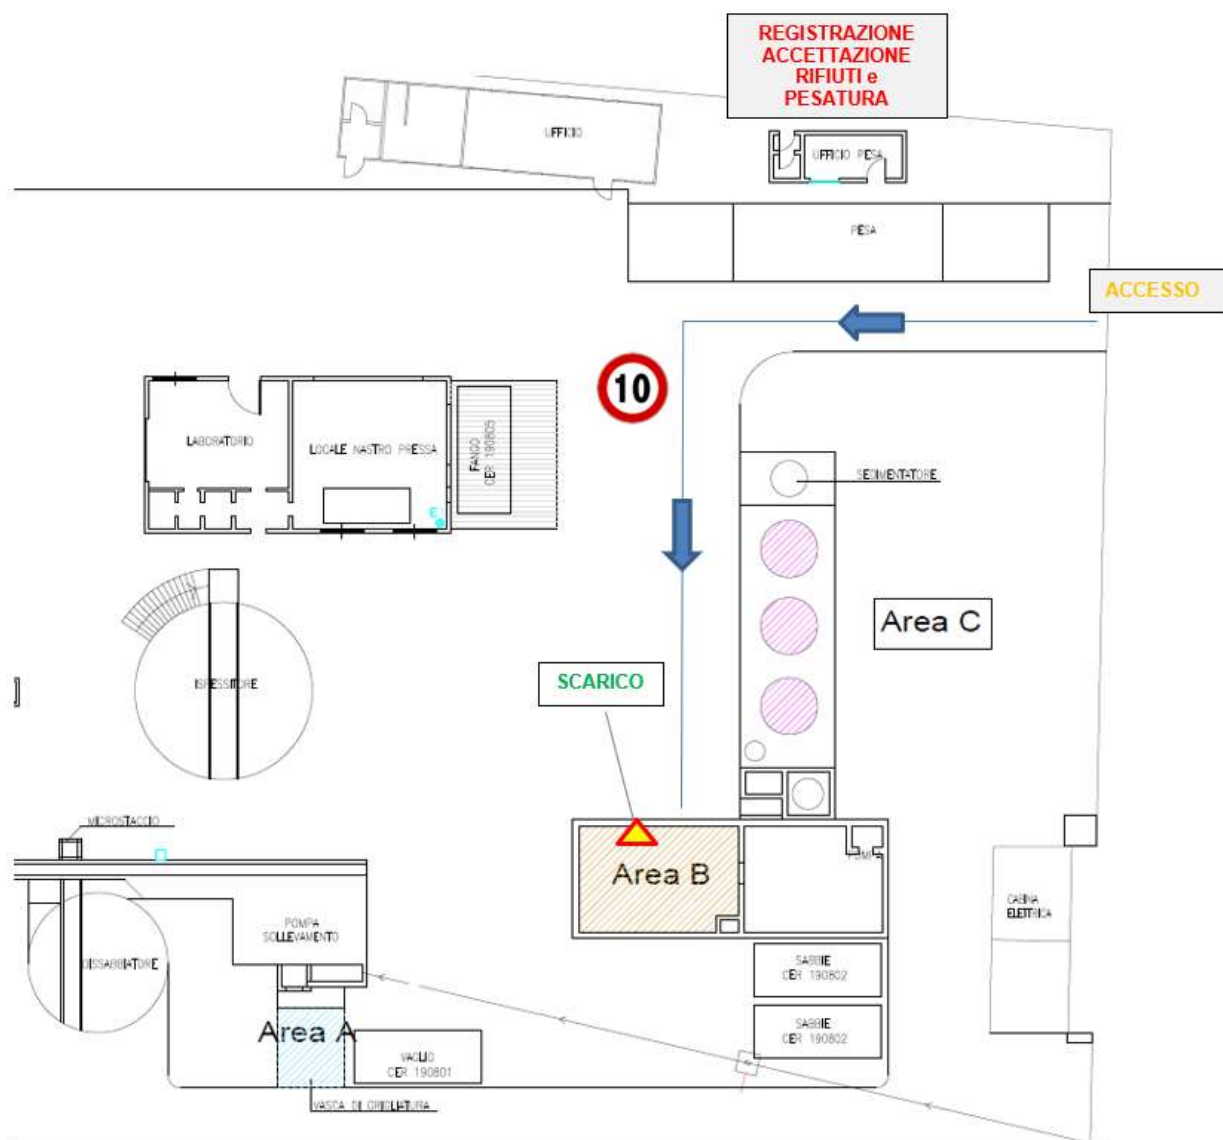 REGISTRAZIONE
ACCETTAZIONE
RIFIUTI e
PESATURA
UFFICIO
UFFICIO PESA
PESA
ACCESSO
10
LABORATORIO
LOCALE NASTRO PRESSA
FANGO
CER 190805
E
SEDIMENTATORE
Area C
ISPESSITORE
SCARICO
MICROSTACCIO
Area B
POMPE
POMPA
SOLLEVAMENTO
DISSABBIATORE
CABINA
ELETTRICA
SABBIE
CER 190802
SABBIE
CER 190802
Area A
VAGLIO
CER 190801
VASCA DI GRIGLIATURA